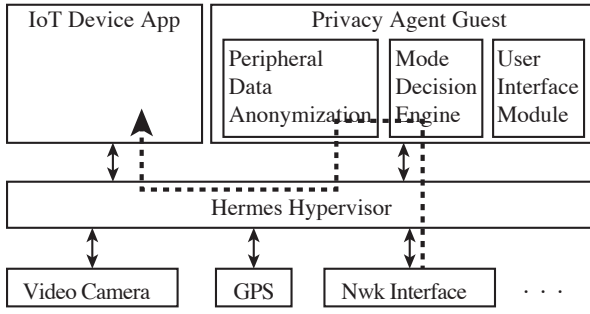 IoT Device App
Privacy Agent Guest
Peripheral
Data
Anonymization
Mode
Decision
Engine
User
Interface
Module
Hermes Hypervisor
Video Camera
GPS
Nwk Interface
. . .